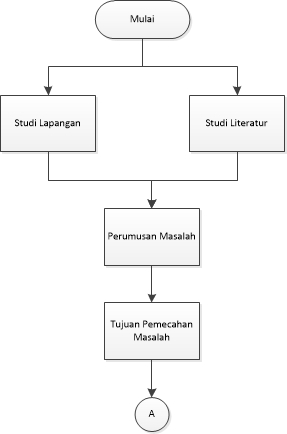 Mulai
Studi Lapangan
Studi Literatur
Perumusan Masalah
Tujuan Pemecahan
Masalah
A